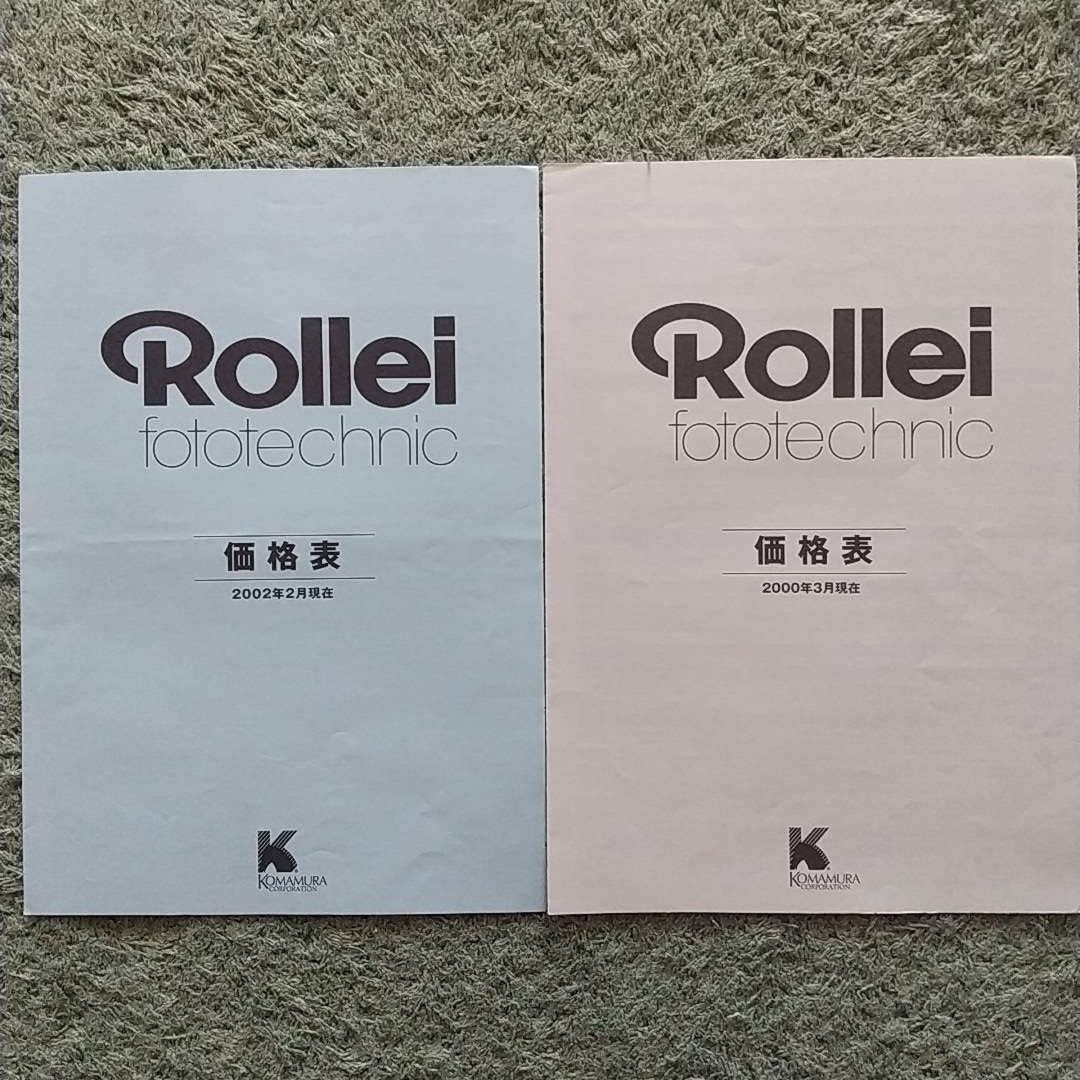 Rollei
fototechnic
価格表
2002年2月現在
KOMAMURA
CORPORATION
Rollei
fototechnic
価格表
2000年3月現在
KOMAMURA
CORPORATION